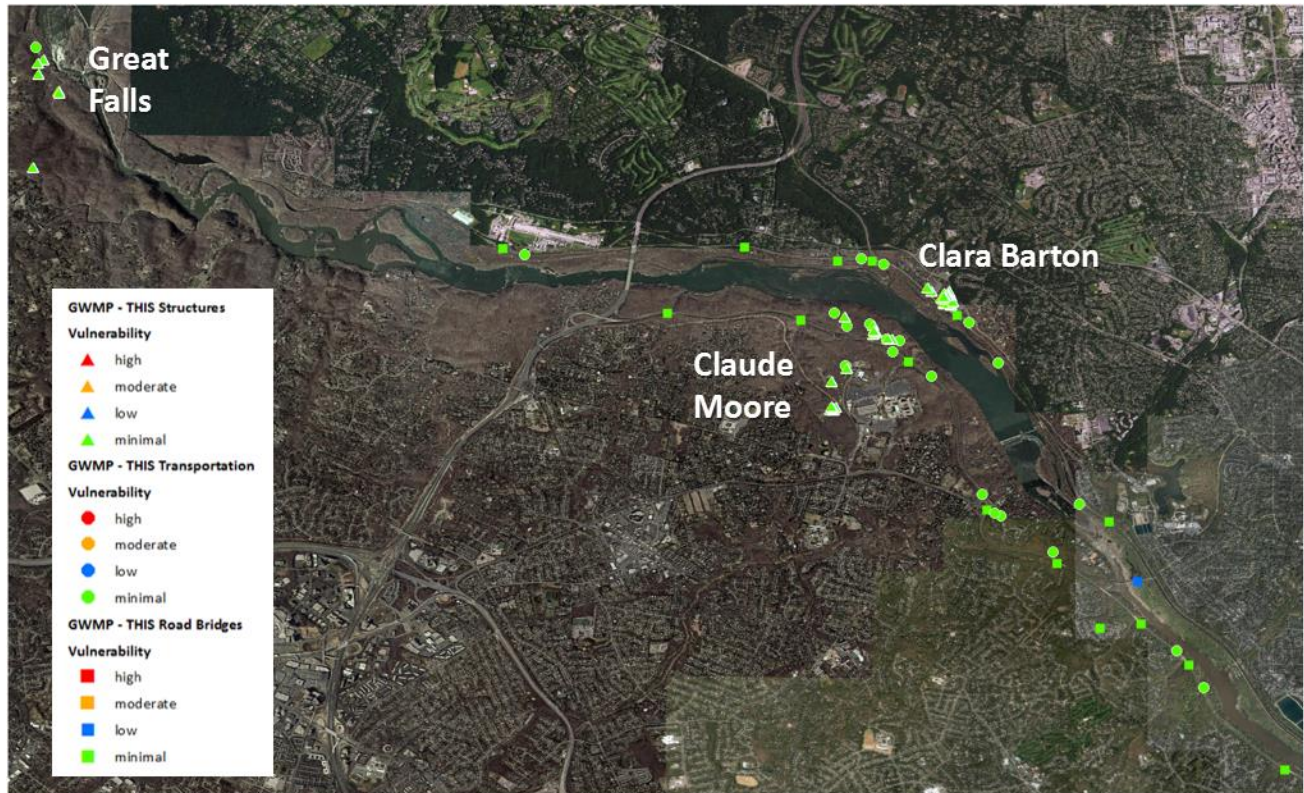 Great
Falls
Clara Barton
Claude
Moore
GWMP - THIS Structures
Vulnerability
high
moderate
low
minimal
GWMP - THIS Transportation
Vulnerability
high
moderate
low
minimal
GWMP - THIS Road Bridges
Vulnerability
high
moderate
low
minimal